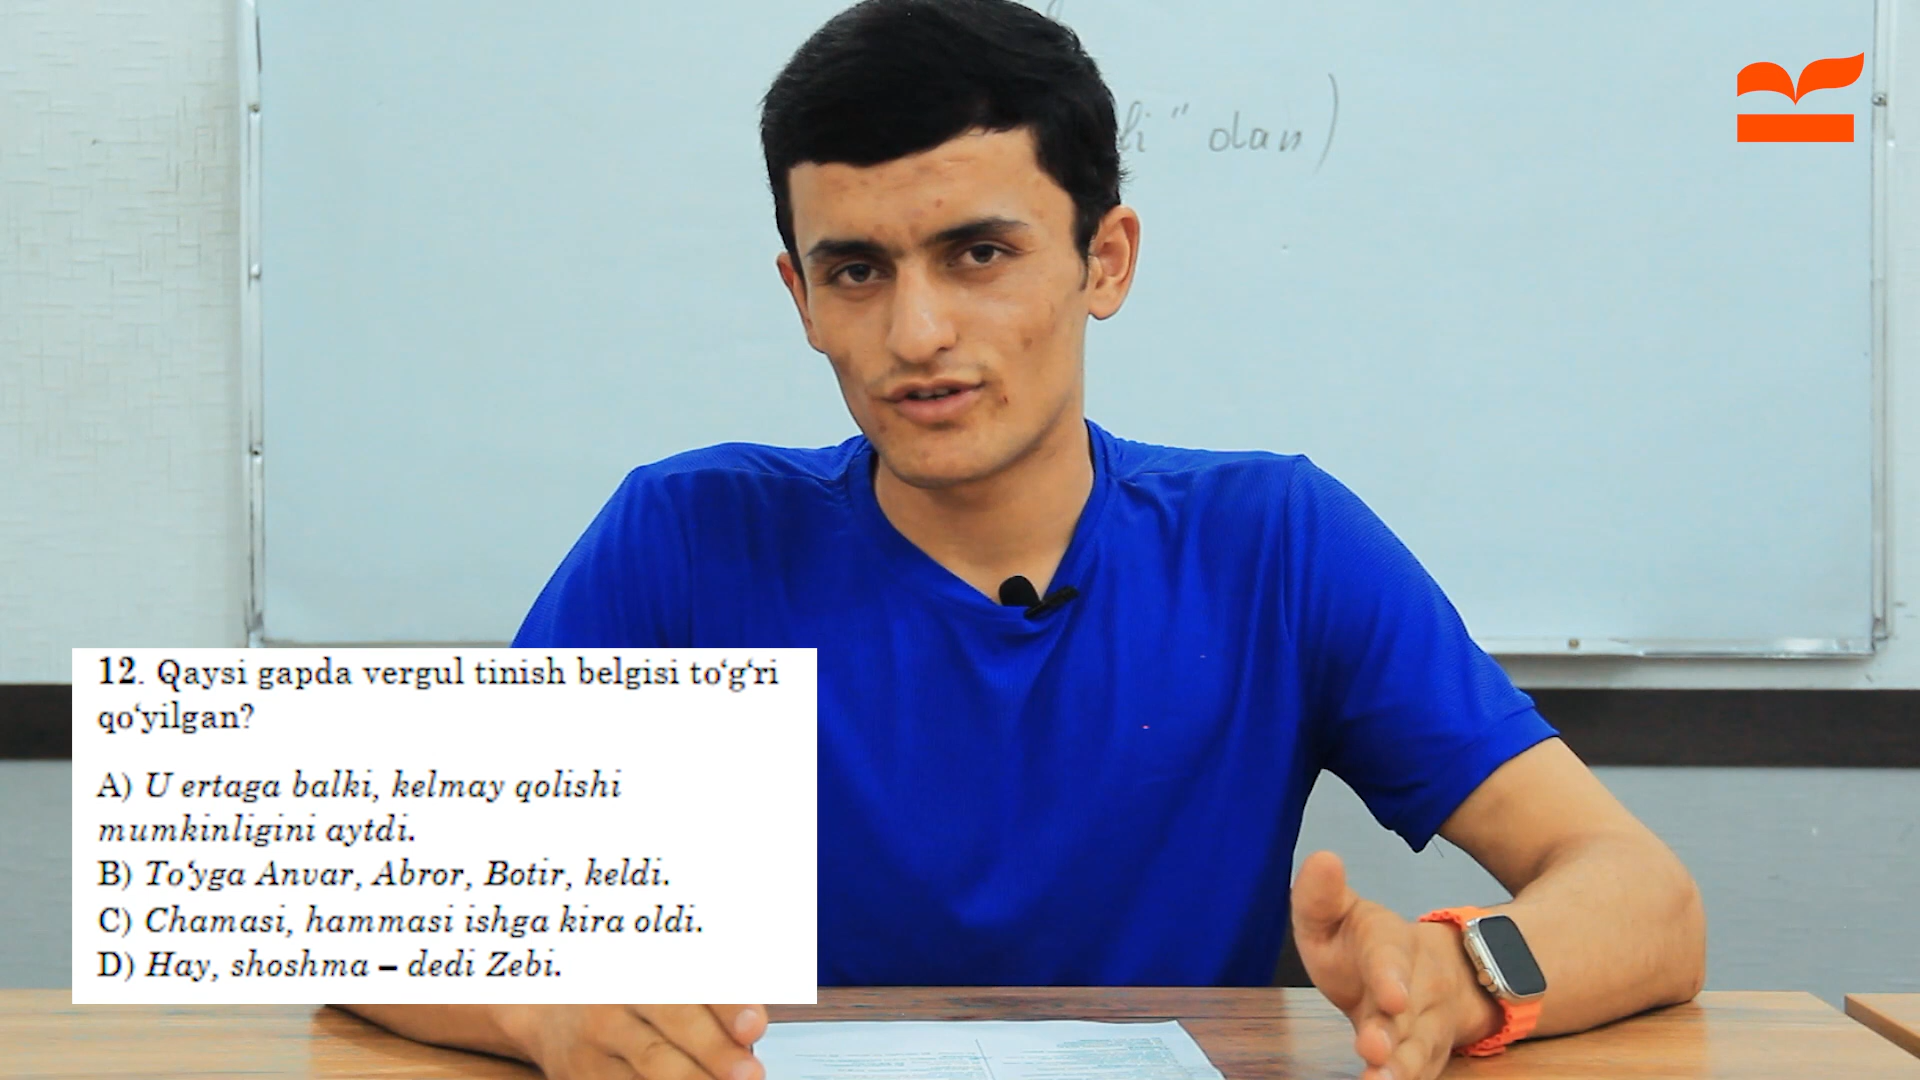 " dan)
12. Qaysi gapda vergul tinish belgisi to‘g‘ri
qo‘yilgan?
A) U ertaga balki, kelmay qolishi
mumkinligini aytdi.
B) To‘yga Anvar, Abror, Botir, keldi.
C) Chamasi, hammasi ishga kira oldi.
D) Hay, shoshma – dedi Zebi.